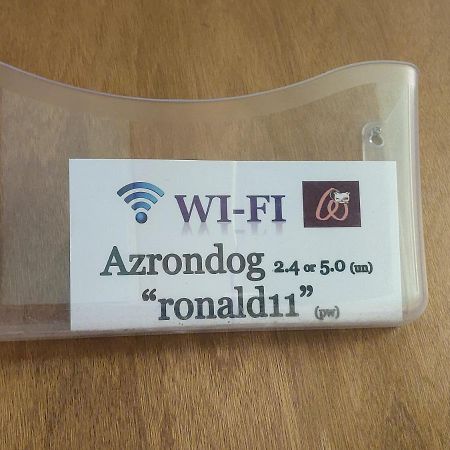 WI-FI
Azrondog 2.4 or 5.0 (un)
“ronald11” (pw)